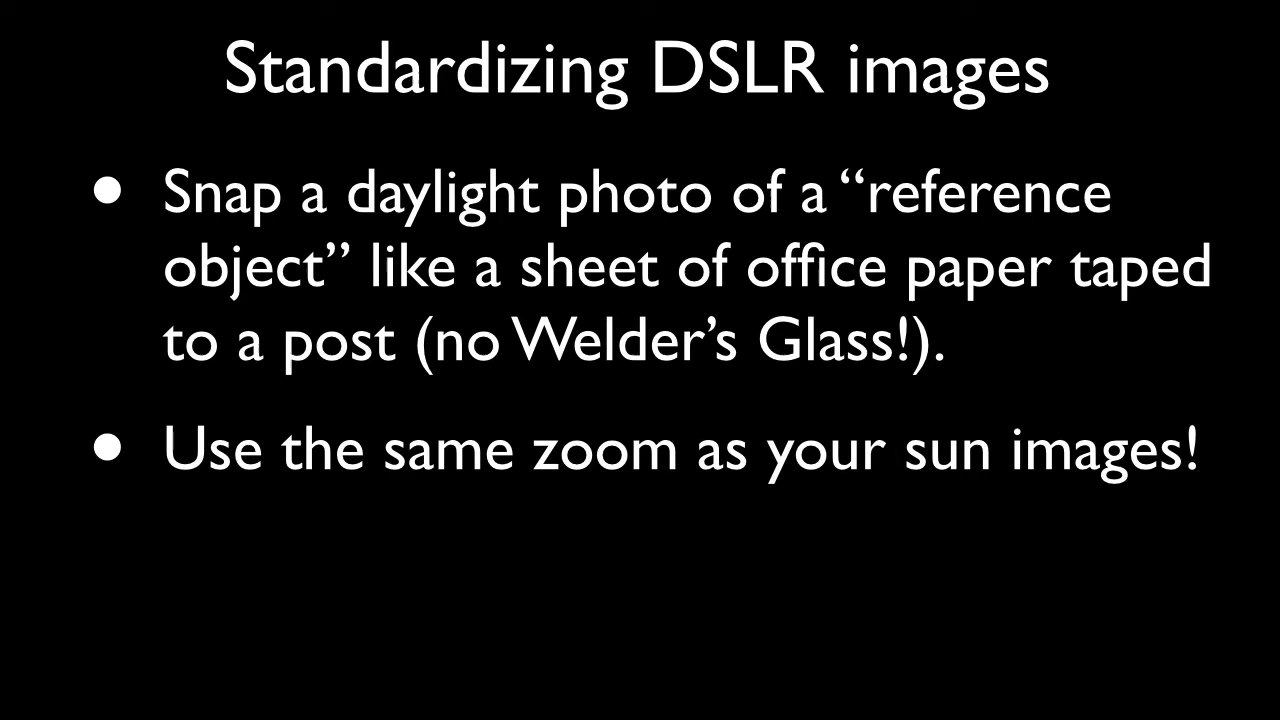 Standardizing DSLR images
• Snap a daylight photo of a “reference
object” like a sheet of office paper taped
to a post (no Welder’s Glass!).
• Use the same zoom as your sun images!